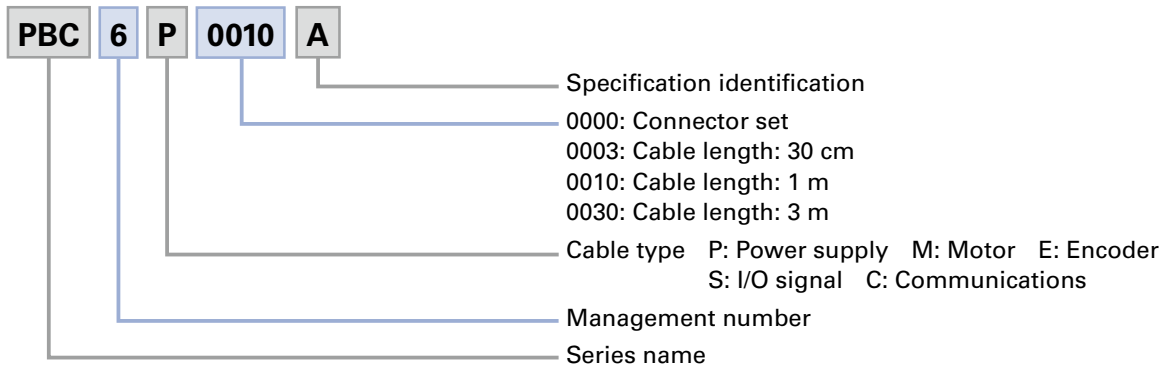 PBC 6 P 0010 A
Specification identification
0000: Connector set
0003: Cable length: 30 cm
0010: Cable length: 1 m
0030: Cable length: 3 m
Cable type P: Power supply M: Motor E: Encoder
S: I/O signal C: Communications
Management number
Series name